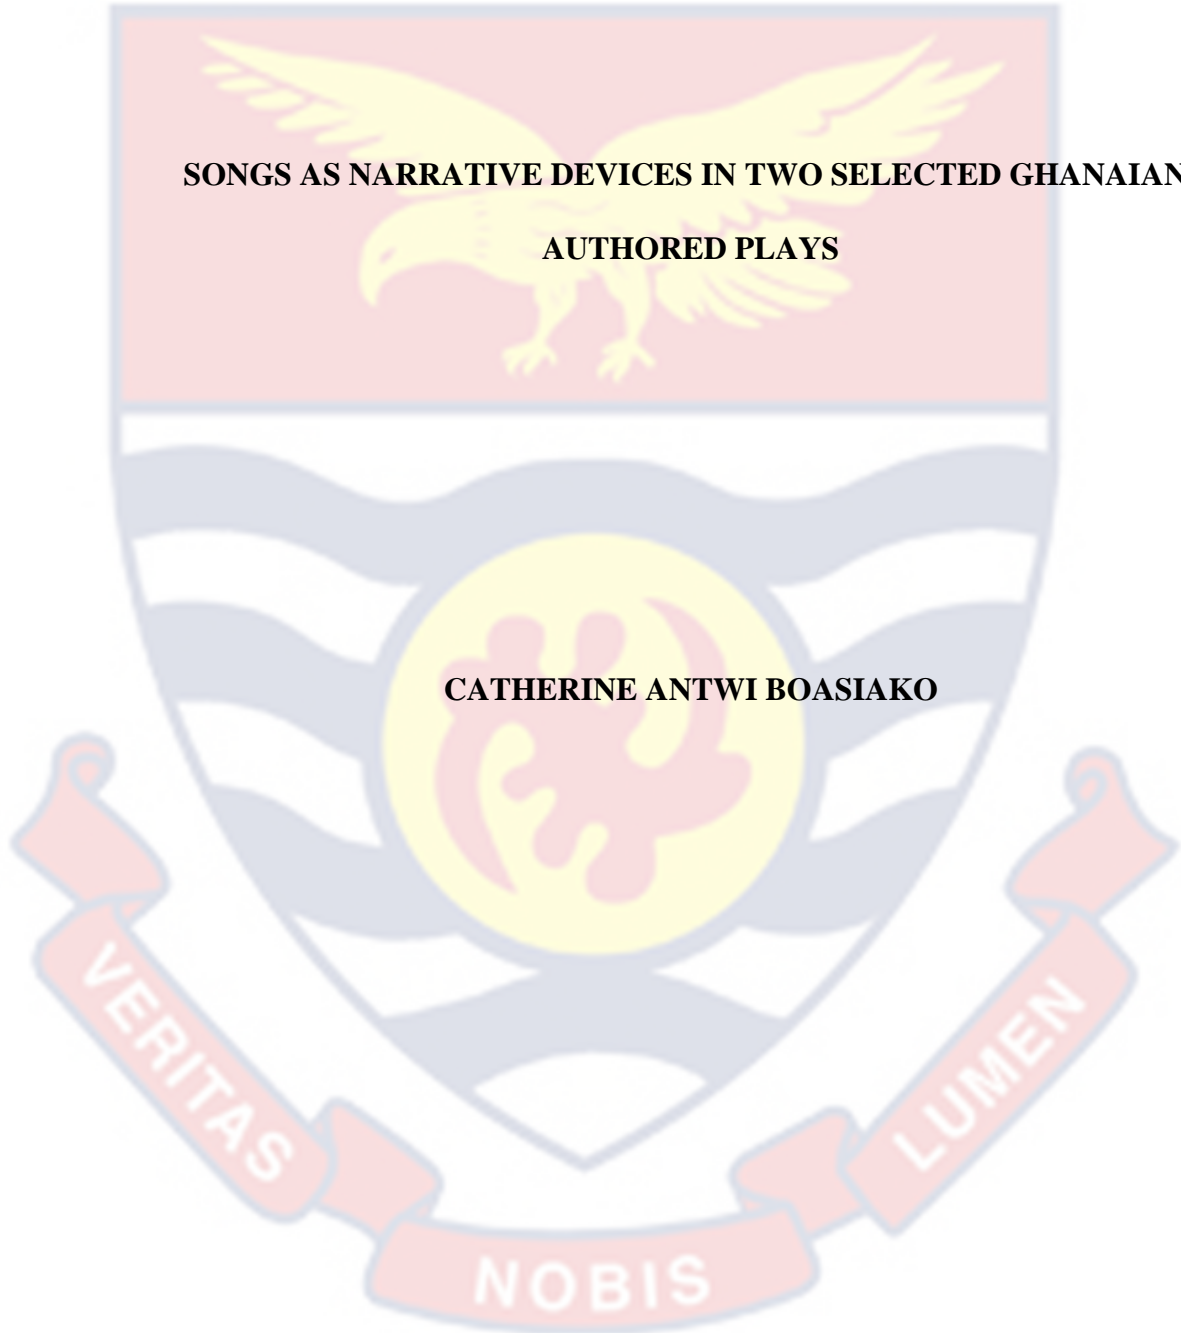 SONGS AS NARRATIVE DEVICES IN TWO SELECTED GHANAIAN
AUTHORED PLAYS
CATHERINE ANTWI BOASIAKO
VERITAS
NOBIS
LUMEN